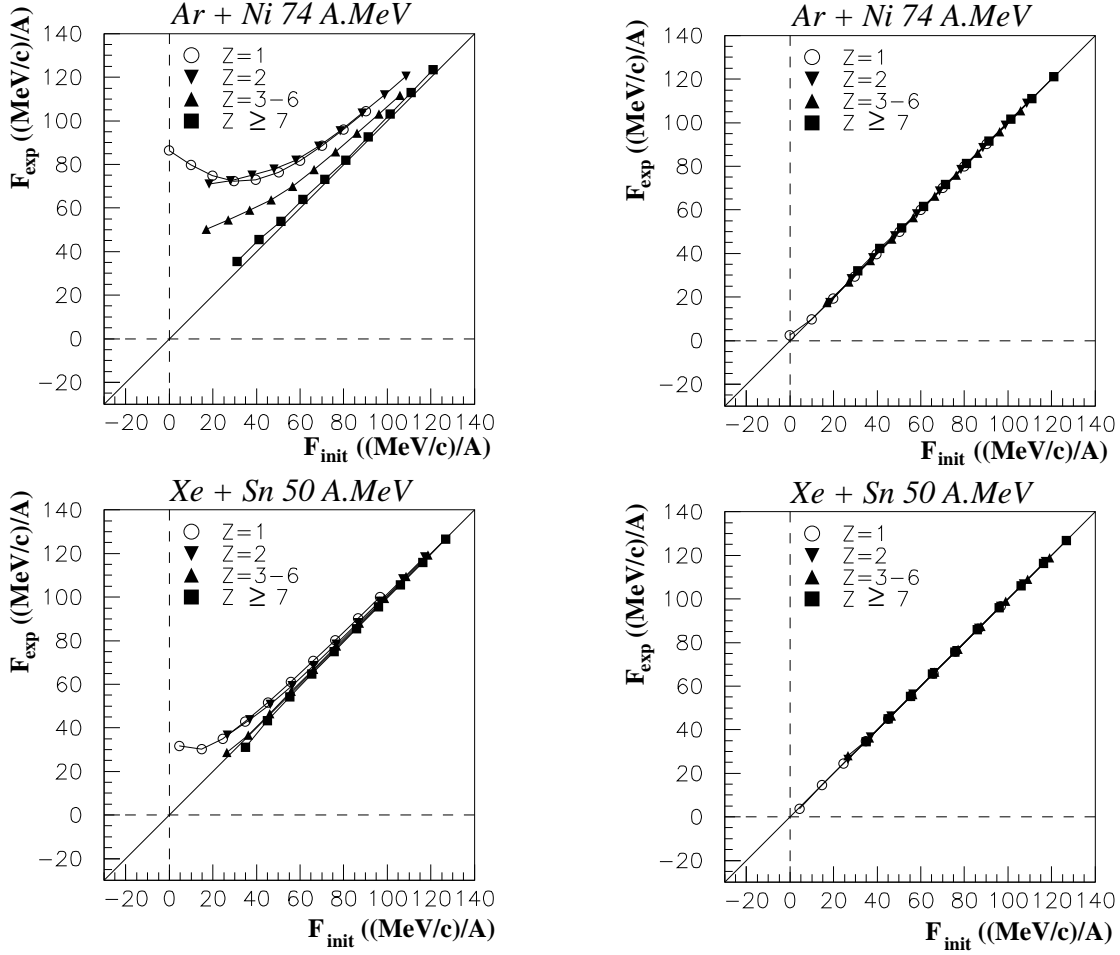 Ar + Ni 74 A.MeV
F_exp ((MeV/c)/A)
140
120
100
80
60
40
20
0
−20
Z=1
Z=2
Z=3−6
Z ≥ 7
−20 0 20 40 60 80 100 120 140
F_init ((MeV/c)/A)
Ar + Ni 74 A.MeV
F_exp ((MeV/c)/A)
140
120
100
80
60
40
20
0
−20
Z=1
Z=2
Z=3−6
Z ≥ 7
−20 0 20 40 60 80 100 120 140
F_init ((MeV/c)/A)
Xe + Sn 50 A.MeV
F_exp ((MeV/c)/A)
140
120
100
80
60
40
20
0
−20
Z=1
Z=2
Z=3−6
Z ≥ 7
−20 0 20 40 60 80 100 120 140
F_init ((MeV/c)/A)
Xe + Sn 50 A.MeV
F_exp ((MeV/c)/A)
140
120
100
80
60
40
20
0
−20
Z=1
Z=2
Z=3−6
Z ≥ 7
−20 0 20 40 60 80 100 120 140
F_init ((MeV/c)/A)